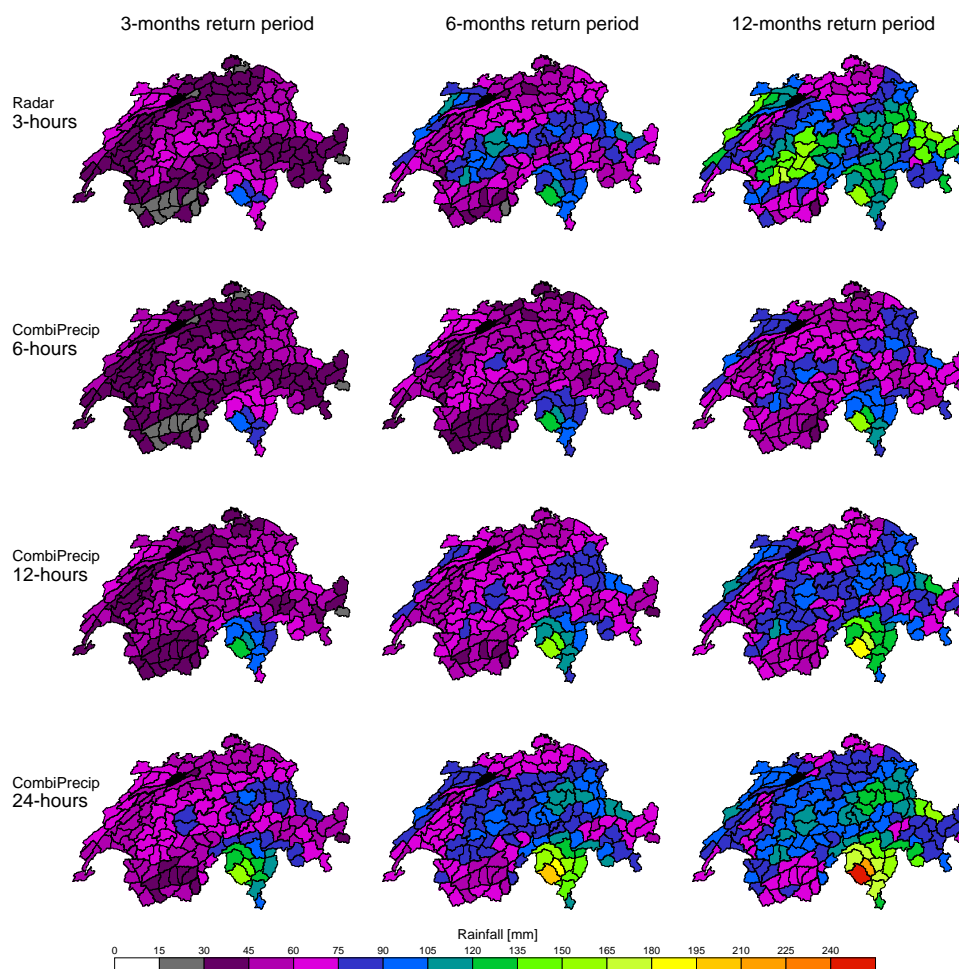 3-months return period 6-months return period 12-months return period
Radar
3-hours
CombiPrecip
6-hours
CombiPrecip
12-hours
CombiPrecip
24-hours
Rainfall [mm]
0 15 30 45 60 75 90 105 120 135 150 165 180 195 210 225 240